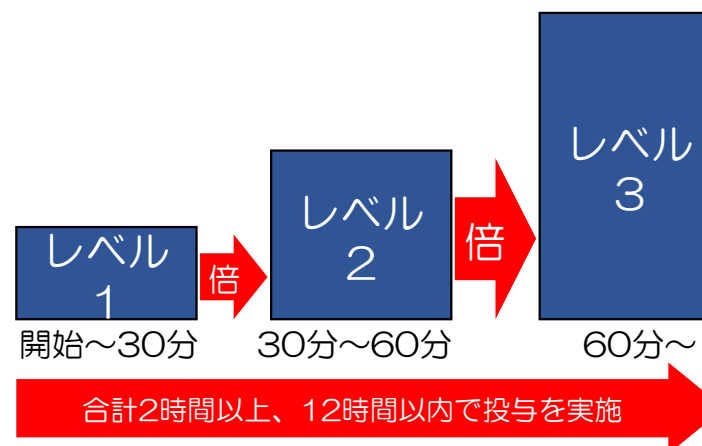 レベル
3
レベル
2
レベル
1
倍
倍
開始～30分
30分～60分
60分～
合計2時間以上、12時間以内で投与を実施